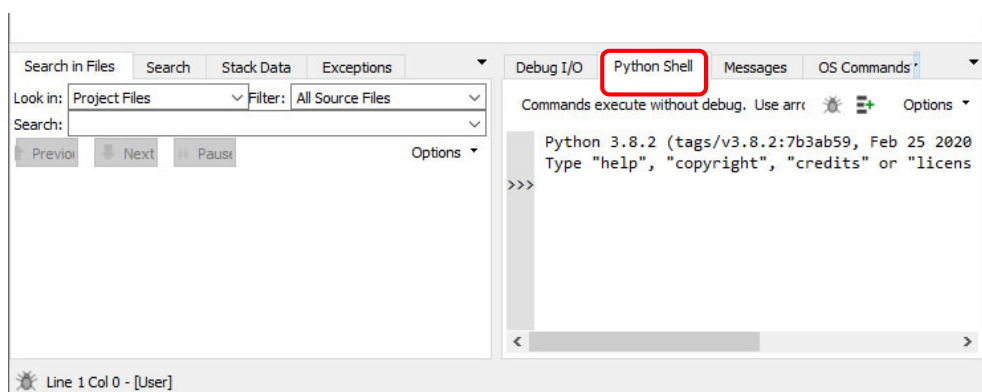 Search in Files Search Stack Data Exceptions
Look in: Project Files Filter: All Source Files
Search:
Next Options
Debug I/O Python Shell Messages OS Commands
Commands execute without debug. Use Options
Python 3.8.2 (tags/v3.8.2:7b3ab59, Feb 25 2020
Type "help", "copyright", "credits" or "licens
>>>
Line 1 Col 0 - [User]